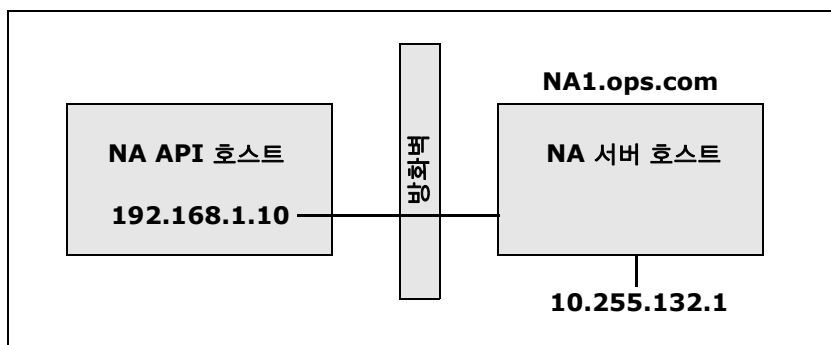 NA API 호스트
192.168.1.10
방화벽
NA1.ops.com
NA 서버 호스트
10.255.132.1